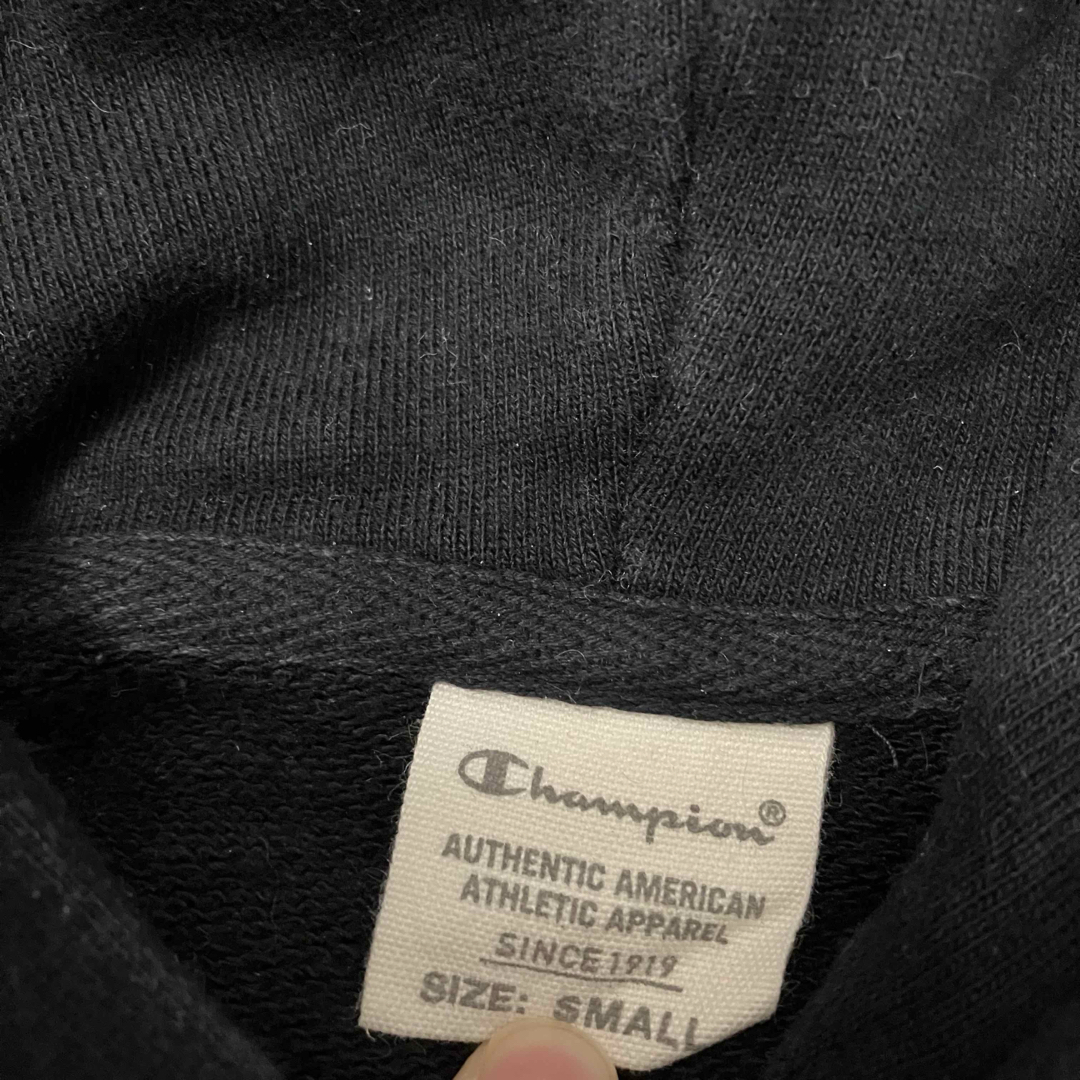 Champion®
AUTHENTIC AMERICAN
ATHLETIC APPAREL
SINCE 1919
SIZE: SMALL